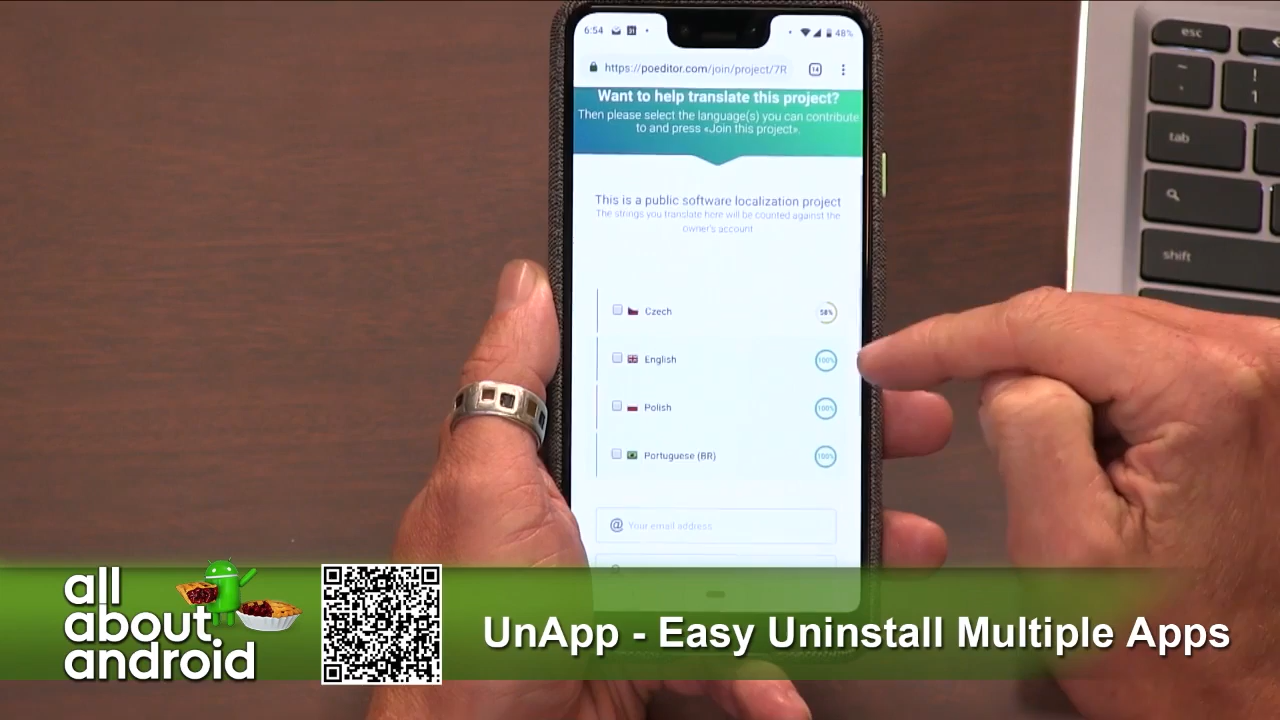 6:54
31
48%
https://poeditor.com/join/project/7R
14
Want to help translate this project?
Then please select the language(s) you can contribute
to and press «Join this project».
This is a public software localization project
The strings you translate here will be counted against the
owner's account
Czech
58%
English
100%
Polish
100%
Portuguese (BR)
100%
@ Your email address
esc
~
!
1
tab
shift
all
about
android
UnApp - Easy Uninstall Multiple Apps